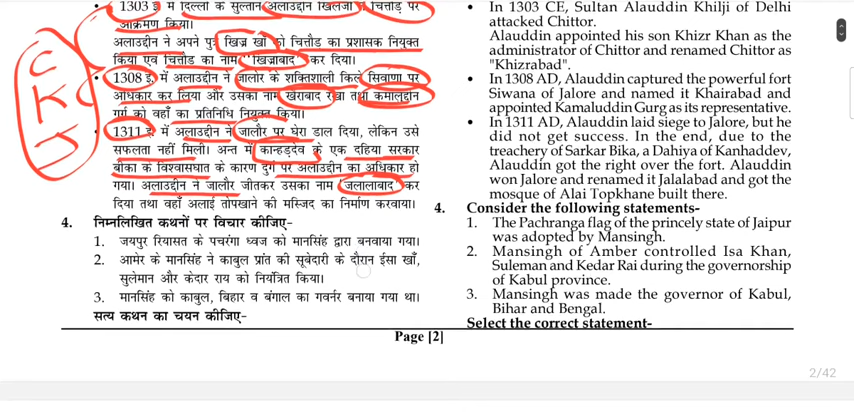 • 1303 ई. में दिल्ली के सुल्तान अलाउद्दीन खिलजी ने चित्तौड़ पर
आक्रमण किया।
अलाउद्दीन ने अपने पुत्र खिज्र खाँ को चित्तौड़ का प्रशासक नियुक्त
किया एवं चित्तौड़ का नाम "खिज्राबाद" कर दिया।
• 1308 ई. में अलाउद्दीन ने जालौर के शक्तिशाली किले सिवाणा पर
अधिकार कर लिया और उसका नाम खैराबाद रखा तथा कमालुद्दीन
गुर्ग को वहाँ का प्रतिनिधि नियुक्त किया।
• 1311 ई. में अलाउद्दीन ने जालौर पर घेरा डाल दिया, लेकिन उसे
सफलता नहीं मिली। अन्त में कान्हड़देव के एक दहिया सरकार
बीका के विश्वासघात के कारण दुर्ग पर अलाउद्दीन का अधिकार हो
गया। अलाउद्दीन ने जालौर जीतकर उसका नाम जलालाबाद कर
दिया तथा वहाँ अलाई तोपखाने की मस्जिद का निर्माण करवाया।
4. निम्नलिखित कथनों पर विचार कीजिए-
1. जयपुर रियासत के पचरंगा ध्वज को मानसिंह द्वारा बनवाया गया।
2. आमेर के मानसिंह ने काबुल प्रांत की सूबेदारी के दौरान ईसा खाँ,
सुलेमान और केदार राय को नियंत्रित किया।
3. मानसिंह को काबुल, बिहार व बंगाल का गवर्नर बनाया गया था।
सत्य कथन का चयन कीजिए-
• In 1303 CE, Sultan Alauddin Khilji of Delhi
attacked Chittor.
Alauddin appointed his son Khizr Khan as the
administrator of Chittor and renamed Chittor as
"Khizrabad".
• In 1308 AD, Alauddin captured the powerful fort
Siwana of Jalore and named it Khairabad and
appointed Kamaluddin Gurg as its representative.
• In 1311 AD, Alauddin laid siege to Jalore, but he
did not get success. In the end, due to the
treachery of Sarkar Bika, a Dahiya of Kanhaddev,
Alauddin got the right over the fort. Alauddin
won Jalore and renamed it Jalalabad and got the
mosque of Alai Topkhane built there.
4. Consider the following statements-
1. The Pachranga flag of the princely state of Jaipur
was adopted by Mansingh.
2. Mansingh of Amber controlled Isa Khan,
Suleman and Kedar Rai during the governorship
of Kabul province.
3. Mansingh was made the governor of Kabul,
Bihar and Bengal.
Select the correct statement-
Page [2]
2/42